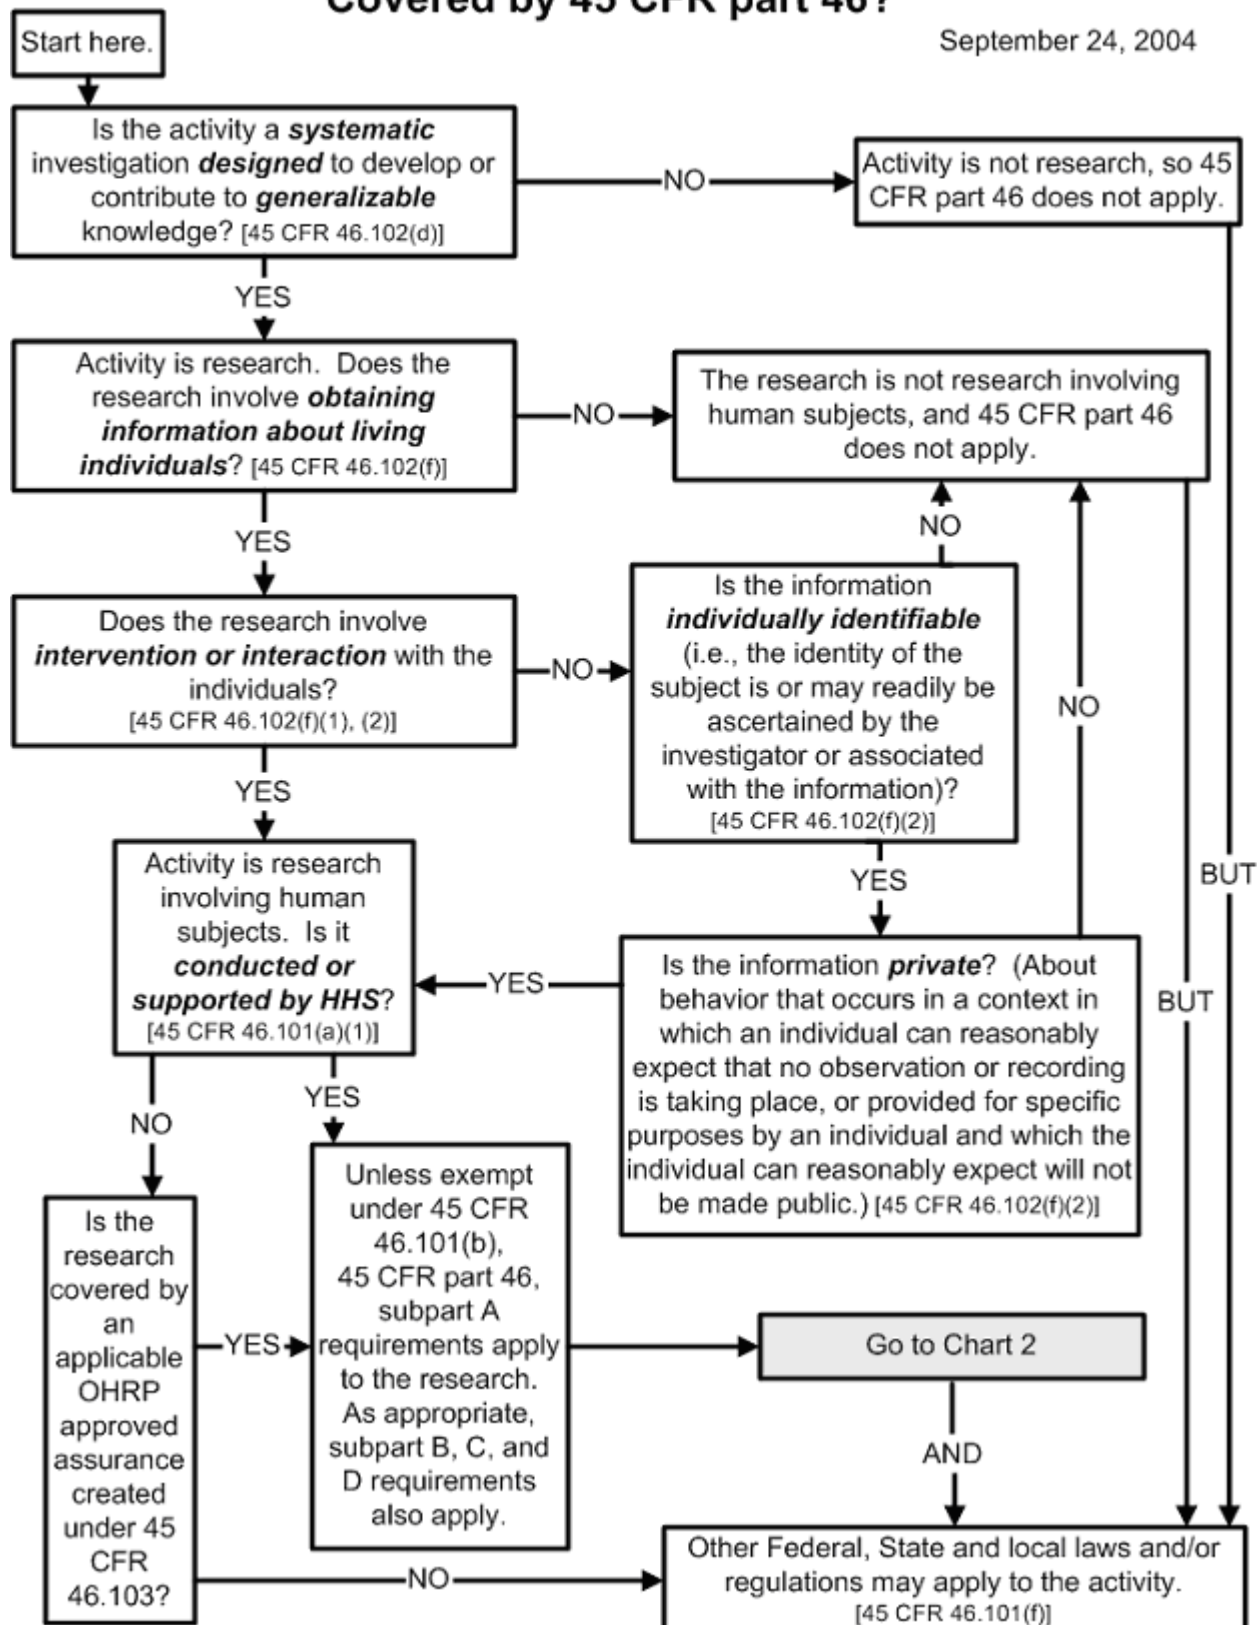 Covered by 45 CFR part 46?
Start here.
September 24, 2004
Is the activity a systematic
investigation designed to develop or
contribute to generalizable
knowledge? [45 CFR 46.102(d)]
NO
Activity is not research, so 45
CFR part 46 does not apply.
YES
Activity is research. Does the
research involve obtaining
information about living
individuals? [45 CFR 46.102(f)]
NO
The research is not research involving
human subjects, and 45 CFR part 46
does not apply.
YES
NO
Does the research involve
intervention or interaction with the
individuals?
[45 CFR 46.102(f)(1), (2)]
NO
Is the information
individually identifiable
(i.e., the identity of the
subject is or may readily be
ascertained by the
investigator or associated
with the information)?
[45 CFR 46.102(f)(2)]
NO
YES
YES
BUT
Activity is research
involving human
subjects. Is it
conducted or
supported by HHS?
[45 CFR 46.101(a)(1)]
YES
Is the information private? (About
behavior that occurs in a context in
which an individual can reasonably
expect that no observation or recording
is taking place, or provided for specific
purposes by an individual and which the
individual can reasonably expect will not
be made public.) [45 CFR 46.102(f)(2)]
BUT
NO
YES
Is the
research
covered by
an
applicable
OHRP
approved
assurance
created
under 45
CFR
46.103?
YES
Unless exempt
under 45 CFR
46.101(b),
45 CFR part 46,
subpart A
requirements apply
to the research.
As appropriate,
subpart B, C, and
D requirements
also apply.
Go to Chart 2
AND
NO
Other Federal, State and local laws and/or
regulations may apply to the activity.
[45 CFR 46.101(f)]